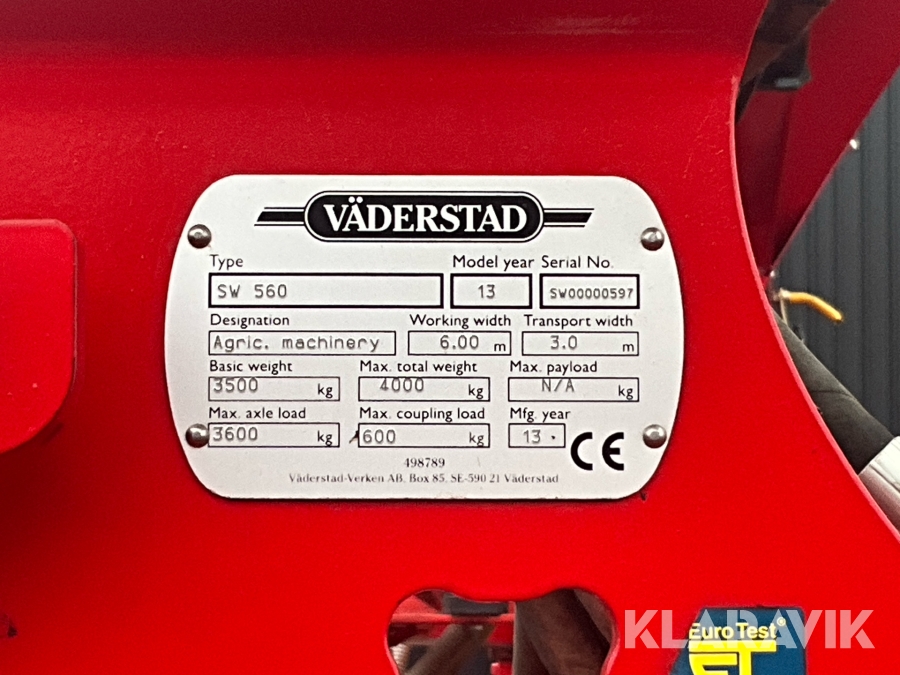 VÄDERSTAD
Type Model year Serial No.
SW 560 13 SW00000597
Designation Working width Transport width
Agric. machinery 6.00 m 3.0 m
Basic weight Max. total weight Max. payload
3500 kg 4000 kg N/A kg
Max. axle load Max. coupling load Mfg. year
3600 kg 600 kg 13 CE
498789
Väderstad-Verken AB, Box 85, SE-590 21 Väderstad
KLARAVIK
EuroTest®
ET